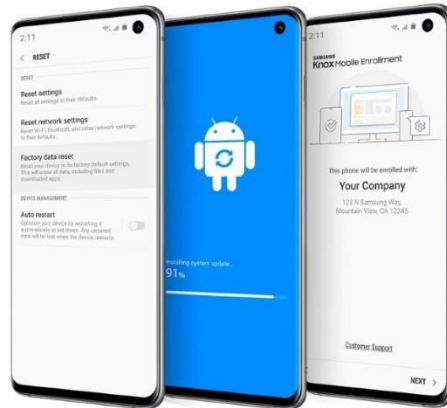 2:11
RESET
RESET
Reset settings
Reset all settings to their defaults.
Reset network settings
Reset Wi-Fi, Bluetooth, and other network settings
to their defaults.
Factory data reset
Reset your device to its factory default settings.
This will erase all data, including files and
downloaded apps.
DEVICE MANAGEMENT
Auto restart
Optimize your device by restarting it
automatically at set times. Any unsaved
data will be lost when the device restarts.
Installing system update...
91%
2:11
SAMSUNG
Knox Mobile Enrollment
This phone will be enrolled with:
Your Company
123 N Samsung Way,
Mountain View, CA 12345
Customer Support
NEXT